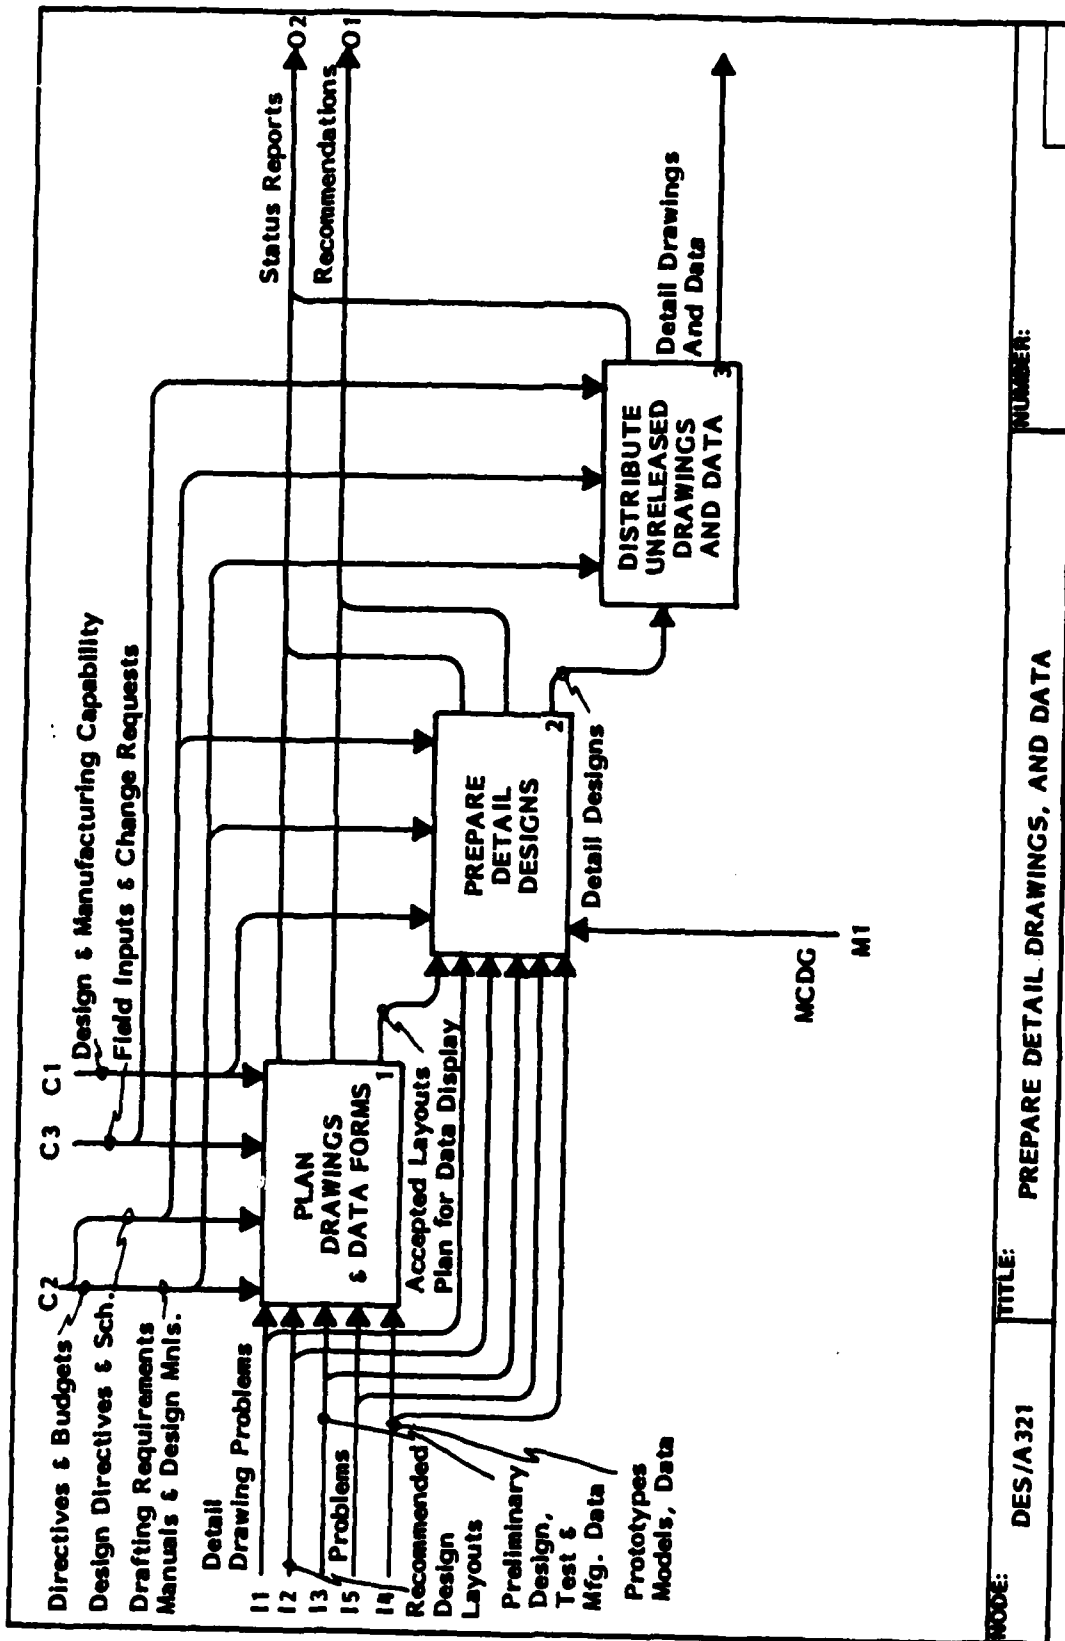 C2
C3
C1
Directives & Budgets
Design Directives & Sch.
Drafting Requirements
Manuals & Design Mnls.
Design & Manufacturing Capability
Field Inputs & Change Requests
Detail
Drawing Problems
I1
I2
I3
I5
I4
Problems
Recommended
Design
Layouts
Preliminary
Design,
Test &
Mfg. Data
Prototypes
Models, Data
PLAN
DRAWINGS
& DATA FORMS
1
Accepted Layouts
Plan for Data Display
PREPARE
DETAIL
DESIGNS
2
Detail Designs
MCDG
M1
DISTRIBUTE
UNRELEASED
DRAWINGS
AND DATA
3
Status Reports
O2
Recommendations
O1
Detail Drawings
And Data
NODE:
DES/A321
TITLE:
PREPARE DETAIL DRAWINGS, AND DATA
NUMBER: